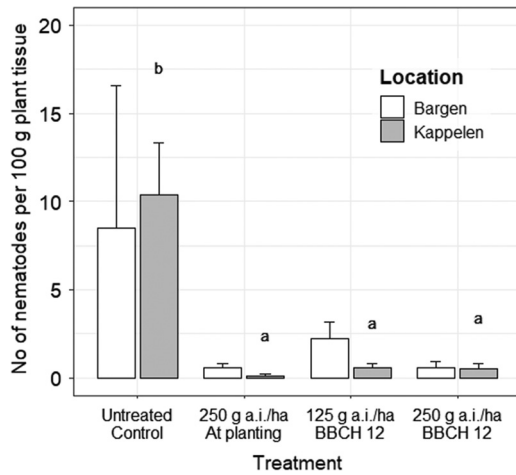 No of nematodes per 100 g plant tissue
20
15
10
5
0
b
a
a
a
Location
Bargen
Kappelen
Untreated
Control
250 g a.i./ha
At planting
125 g a.i./ha
BBCH 12
250 g a.i./ha
BBCH 12
Treatment